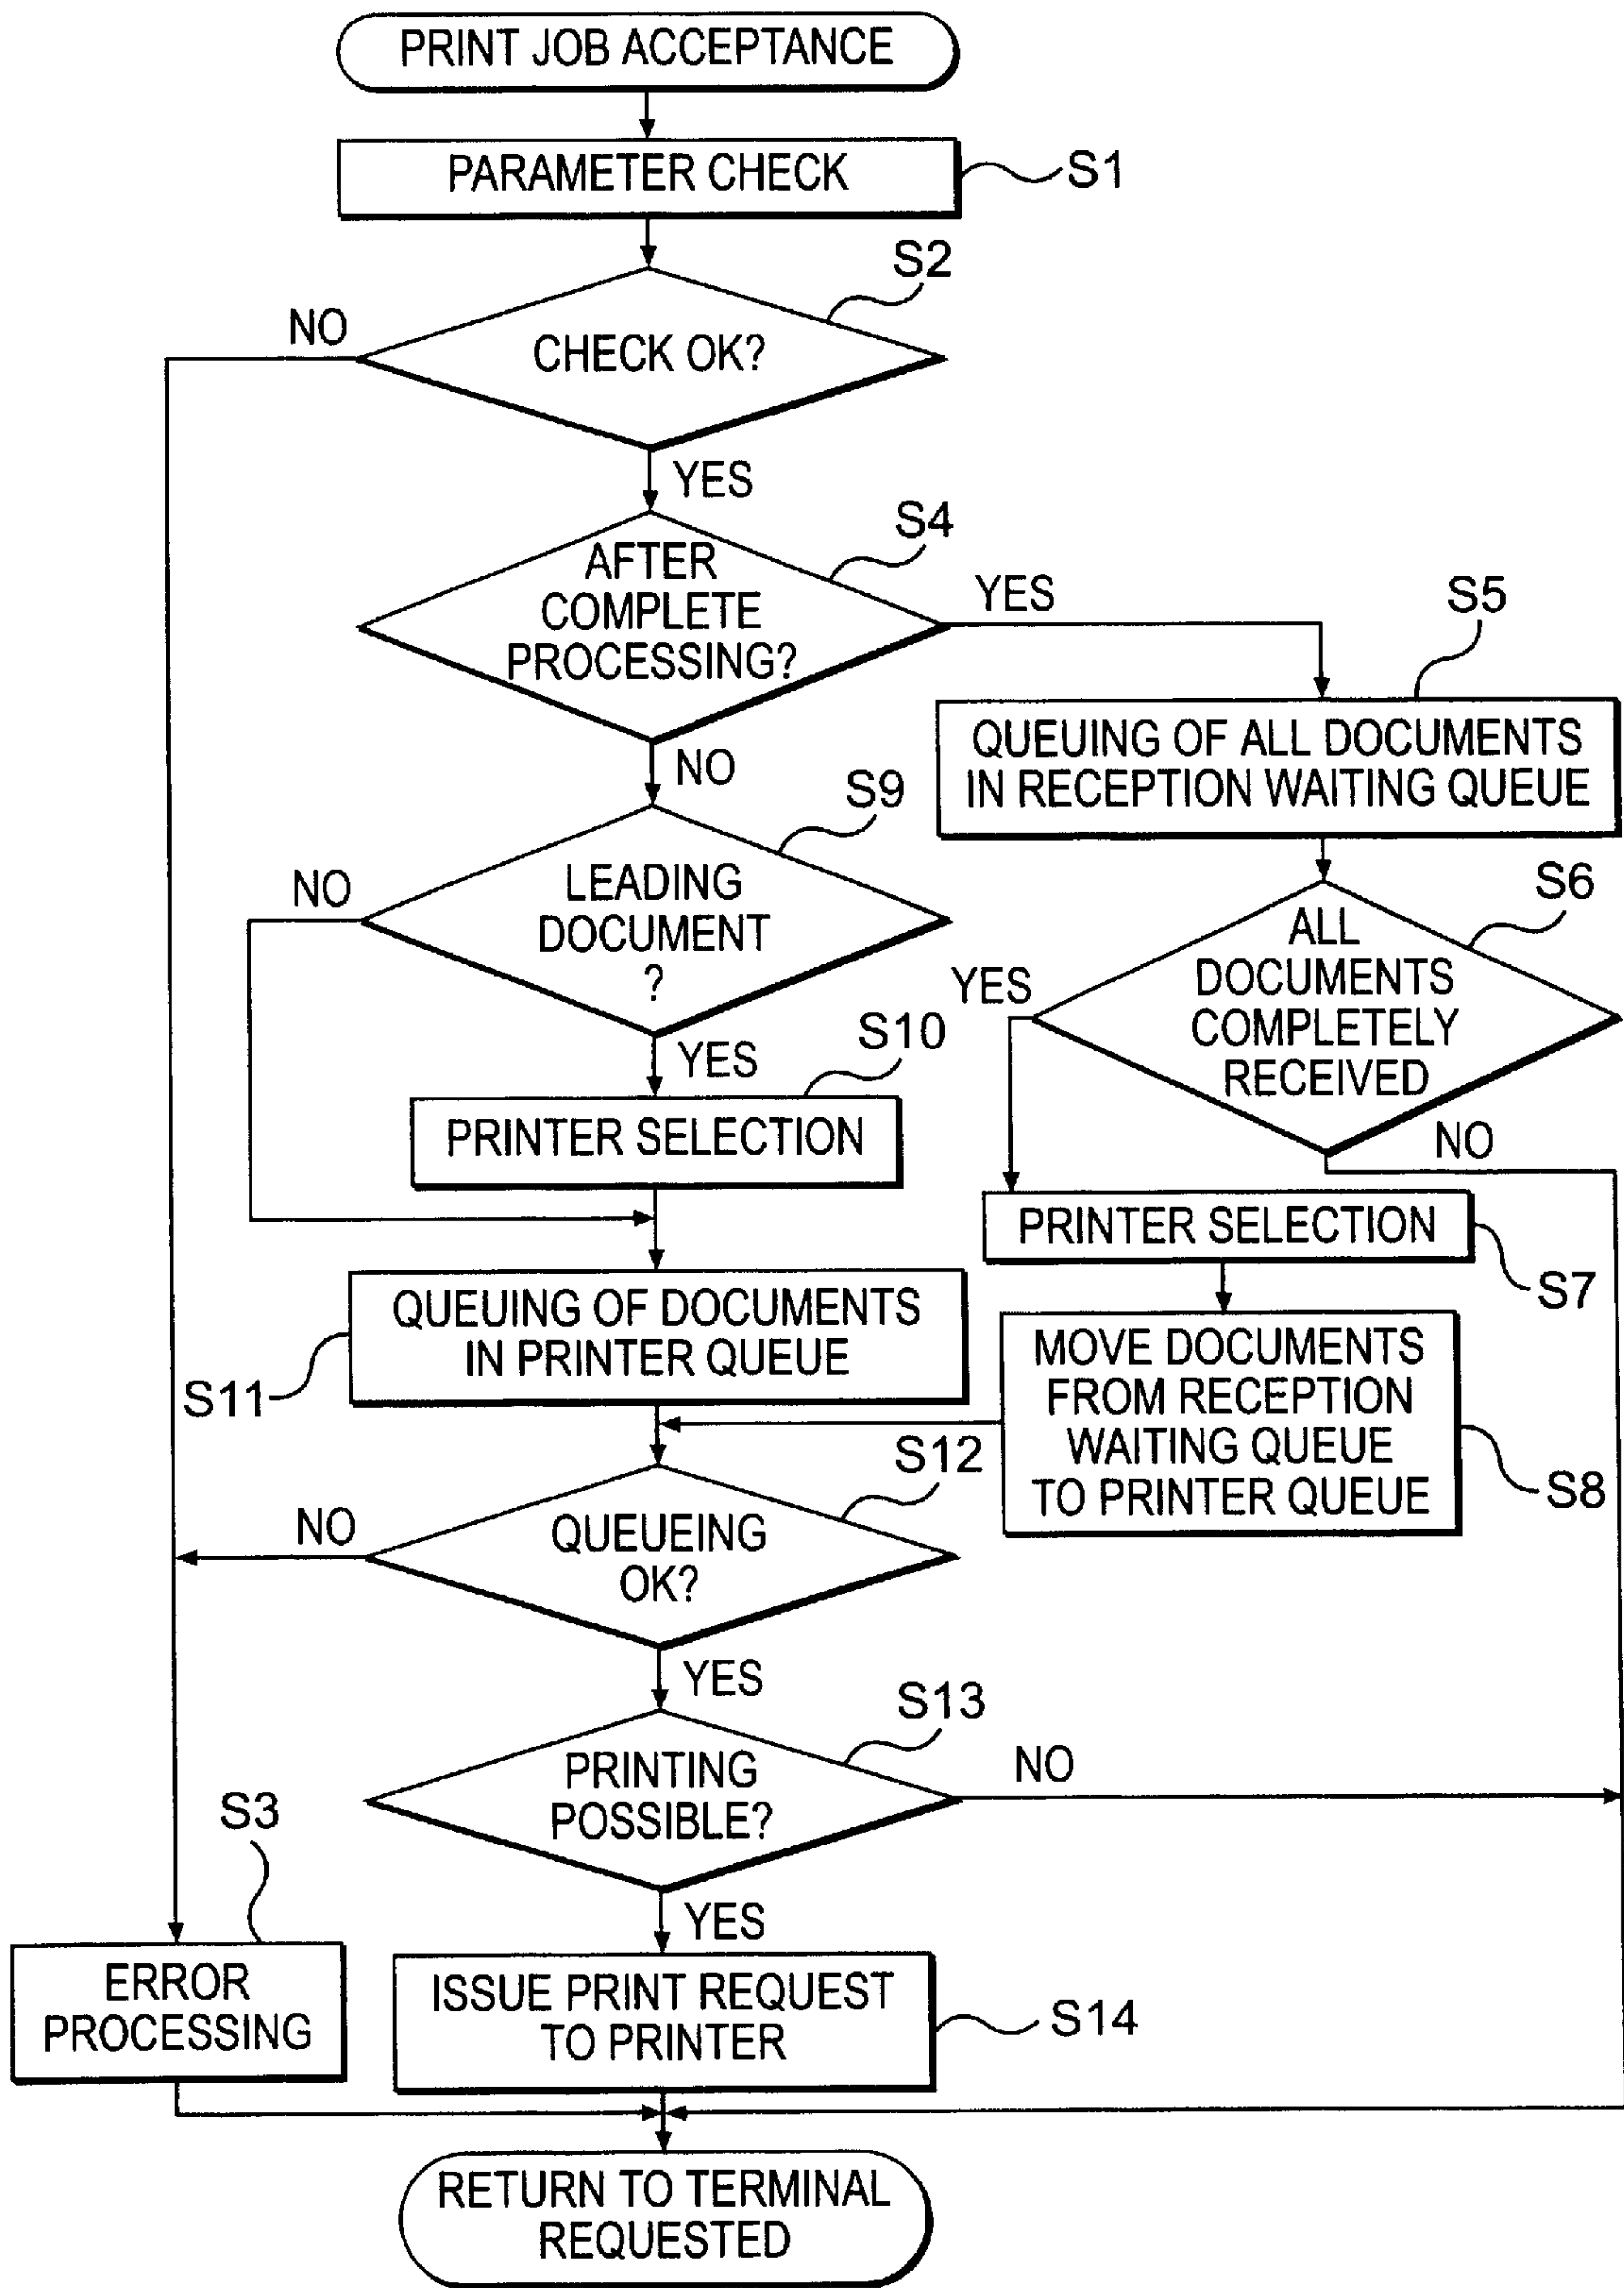 PRINT JOB ACCEPTANCE
PARAMETER CHECK
S1
S2
NO
CHECK OK?
YES
S4
AFTER
COMPLETE
PROCESSING?
YES
S5
QUEUING OF ALL DOCUMENTS
IN RECEPTION WAITING QUEUE
NO
S9
NO
LEADING
DOCUMENT
?
S6
ALL
DOCUMENTS
COMPLETELY
RECEIVED
YES
NO
YES
S10
PRINTER SELECTION
PRINTER SELECTION
S7
QUEUING OF DOCUMENTS
IN PRINTER QUEUE
S11
MOVE DOCUMENTS
FROM RECEPTION
WAITING QUEUE
TO PRINTER QUEUE
S8
S12
NO
QUEUEING
OK?
YES
S13
PRINTING
POSSIBLE?
NO
S3
YES
ERROR
PROCESSING
ISSUE PRINT REQUEST
TO PRINTER
S14
RETURN TO TERMINAL
REQUESTED